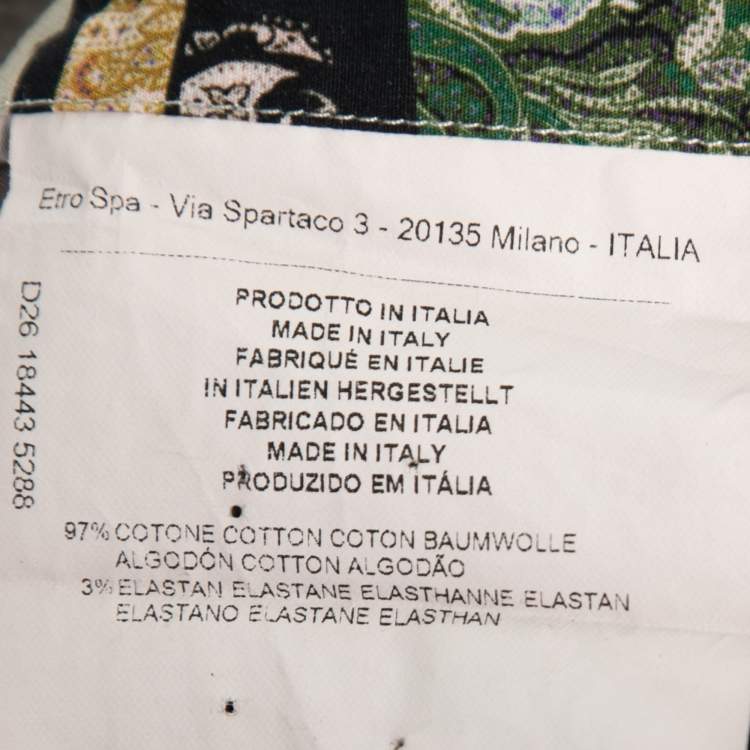 Etro Spa - Via Spartaco 3 - 20135 Milano - ITALIA
PRODOTTO IN ITALIA
MADE IN ITALY
FABRIQUÉ EN ITALIE
IN ITALIEN HERGESTELLT
FABRICADO EN ITALIA
MADE IN ITALY
PRODUZIDO EM ITÁLIA
97% COTONE COTTON COTON BAUMWOLLE
ALGODÓN COTTON ALGODÃO
3% ELASTAN ELASTANE ELASTHANNE ELASTAN
ELASTANO ELASTANE ELASTHAN
D26 18443 5288